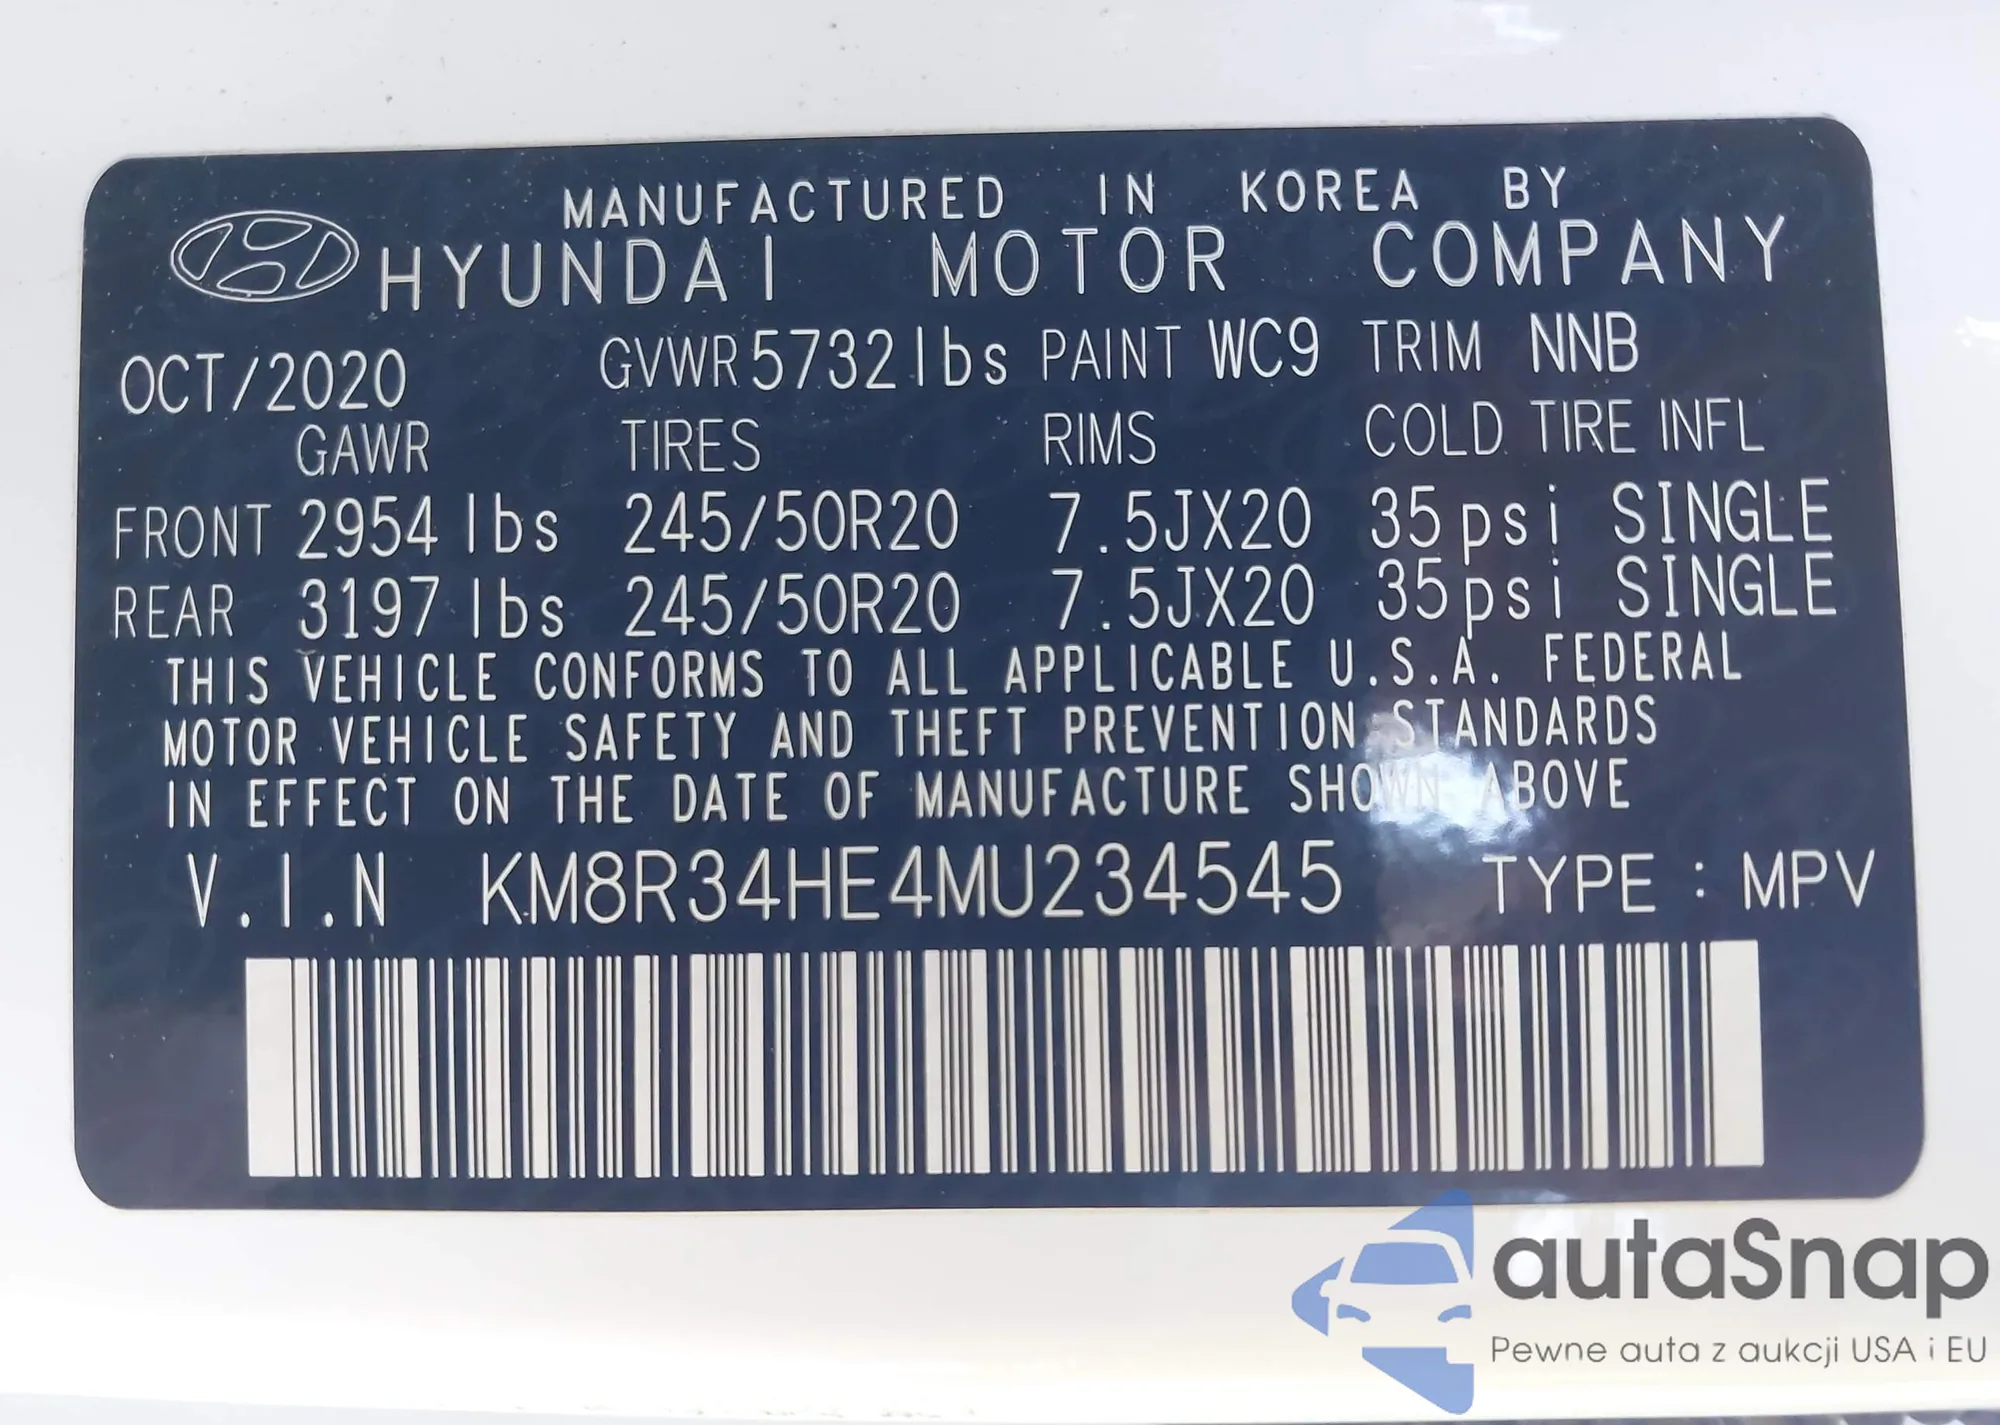 MANUFACTURED IN KOREA BY
HYUNDAI MOTOR COMPANY
OCT/2020 GVWR 5732 lbs PAINT WC9 TRIM NNB
GAWR TIRES RIMS COLD TIRE INFL
FRONT 2954 lbs 245/50R20 7.5JX20 35psi SINGLE
REAR 3197 lbs 245/50R20 7.5JX20 35psi SINGLE
THIS VEHICLE CONFORMS TO ALL APPLICABLE U.S.A. FEDERAL
MOTOR VEHICLE SAFETY AND THEFT PREVENTION STANDARDS
IN EFFECT ON THE DATE OF MANUFACTURE SHOWN ABOVE
V.I.N KM8R34HE4MU234545 TYPE : MPV
autaSnap
Pewne auta z aukcji USA i EU